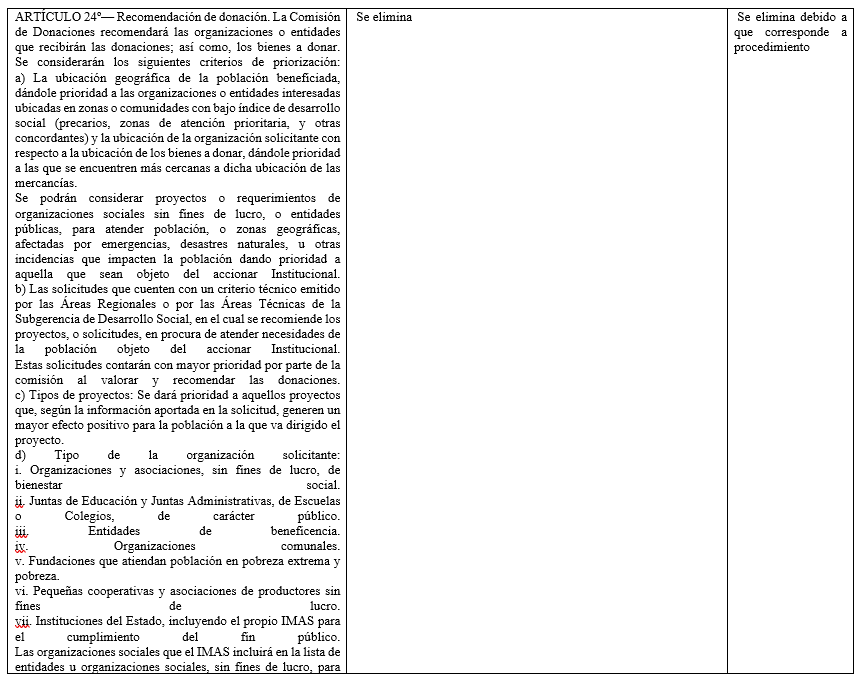 ARTÍCULO 24º— Recomendación de donación. La Comisión
de Donaciones recomendará las organizaciones o entidades
que recibirán las donaciones; así como, los bienes a donar.
Se considerarán los siguientes criterios de priorización:
a) La ubicación geográfica de la población beneficiada,
dándole prioridad a las organizaciones o entidades interesadas
ubicadas en zonas o comunidades con bajo índice de desarrollo
social (precarios, zonas de atención prioritaria, y otras
concordantes) y la ubicación de la organización solicitante con
respecto a la ubicación de los bienes a donar, dándole prioridad
a las que se encuentren más cercanas a dicha ubicación de las
mercancías.
Se podrán considerar proyectos o requerimientos de
organizaciones sociales sin fines de lucro, o entidades
públicas, para atender población, o zonas geográficas,
afectadas por emergencias, desastres naturales, u otras
incidencias que impacten la población dando prioridad a
aquella que sean objeto del accionar Institucional.
b) Las solicitudes que cuenten con un criterio técnico emitido
por las Áreas Regionales o por las Áreas Técnicas de la
Subgerencia de Desarrollo Social, en el cual se recomiende los
proyectos, o solicitudes, en procura de atender necesidades de
la población objeto del accionar Institucional.
Estas solicitudes contarán con mayor prioridad por parte de la
comisión al valorar y recomendar las donaciones.
c) Tipos de proyectos: Se dará prioridad a aquellos proyectos
que, según la información aportada en la solicitud, generen un
mayor efecto positivo para la población a la que va dirigido el
proyecto.
d) Tipo de la organización solicitante:
i. Organizaciones y asociaciones, sin fines de lucro, de
bienestar social.
ii. Juntas de Educación y Juntas Administrativas, de Escuelas
o Colegios, de carácter público.
iii. Entidades de beneficencia.
iv. Organizaciones comunales.
v. Fundaciones que atiendan población en pobreza extrema y
pobreza.
vi. Pequeñas cooperativas y asociaciones de productores sin
fines de lucro.
vii. Instituciones del Estado, incluyendo el propio IMAS para
el cumplimiento del fin público.
Las organizaciones sociales que el IMAS incluirá en la lista de
entidades u organizaciones sociales, sin fines de lucro, para
Se elimina
Se elimina debido a
que corresponde a
procedimiento